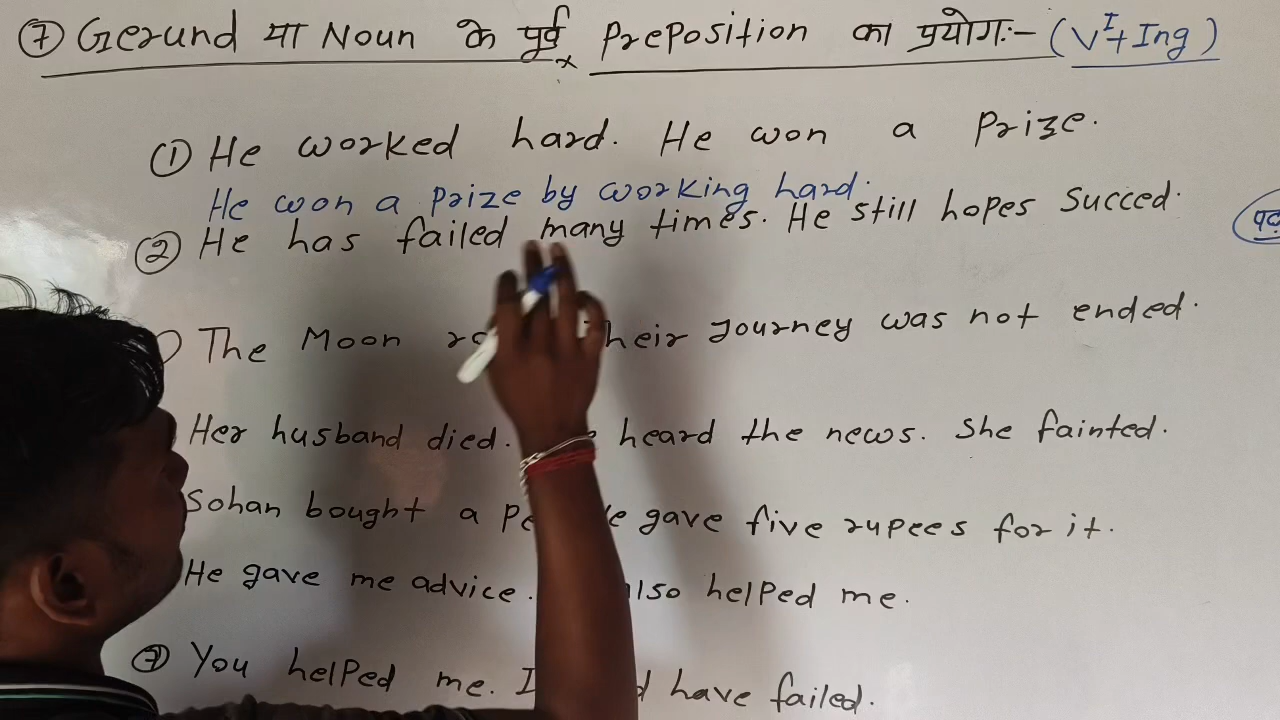 ⑦ Gerund या Noun के पूर्व Preposition का प्रयोगः- (V^I + Ing)
① He worked hard. He won a Prize.
He won a Prize by working hard.
② He has failed many times. He still hopes Succed.
The Moon their Journey was not ended.
Her husband died. heard the news. She fainted.
Sohan bought a gave five rupees for it.
He gave me advice. also helped me.
⑦ You helped me. I have failed.